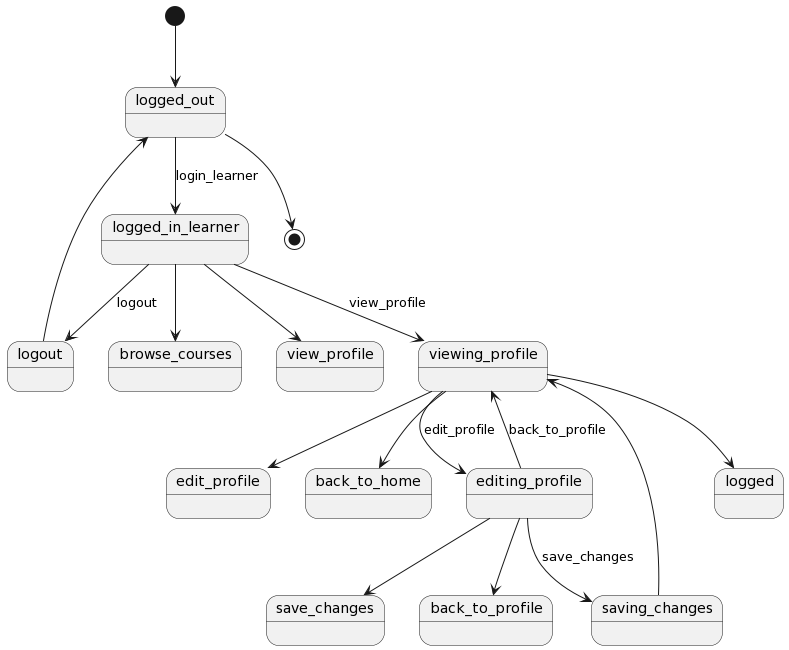 logged_out
login_learner
logged_in_learner
logout
view_profile
logout
browse_courses
view_profile
viewing_profile
edit_profile
back_to_profile
edit_profile
back_to_home
editing_profile
logged
save_changes
save_changes
back_to_profile
saving_changes